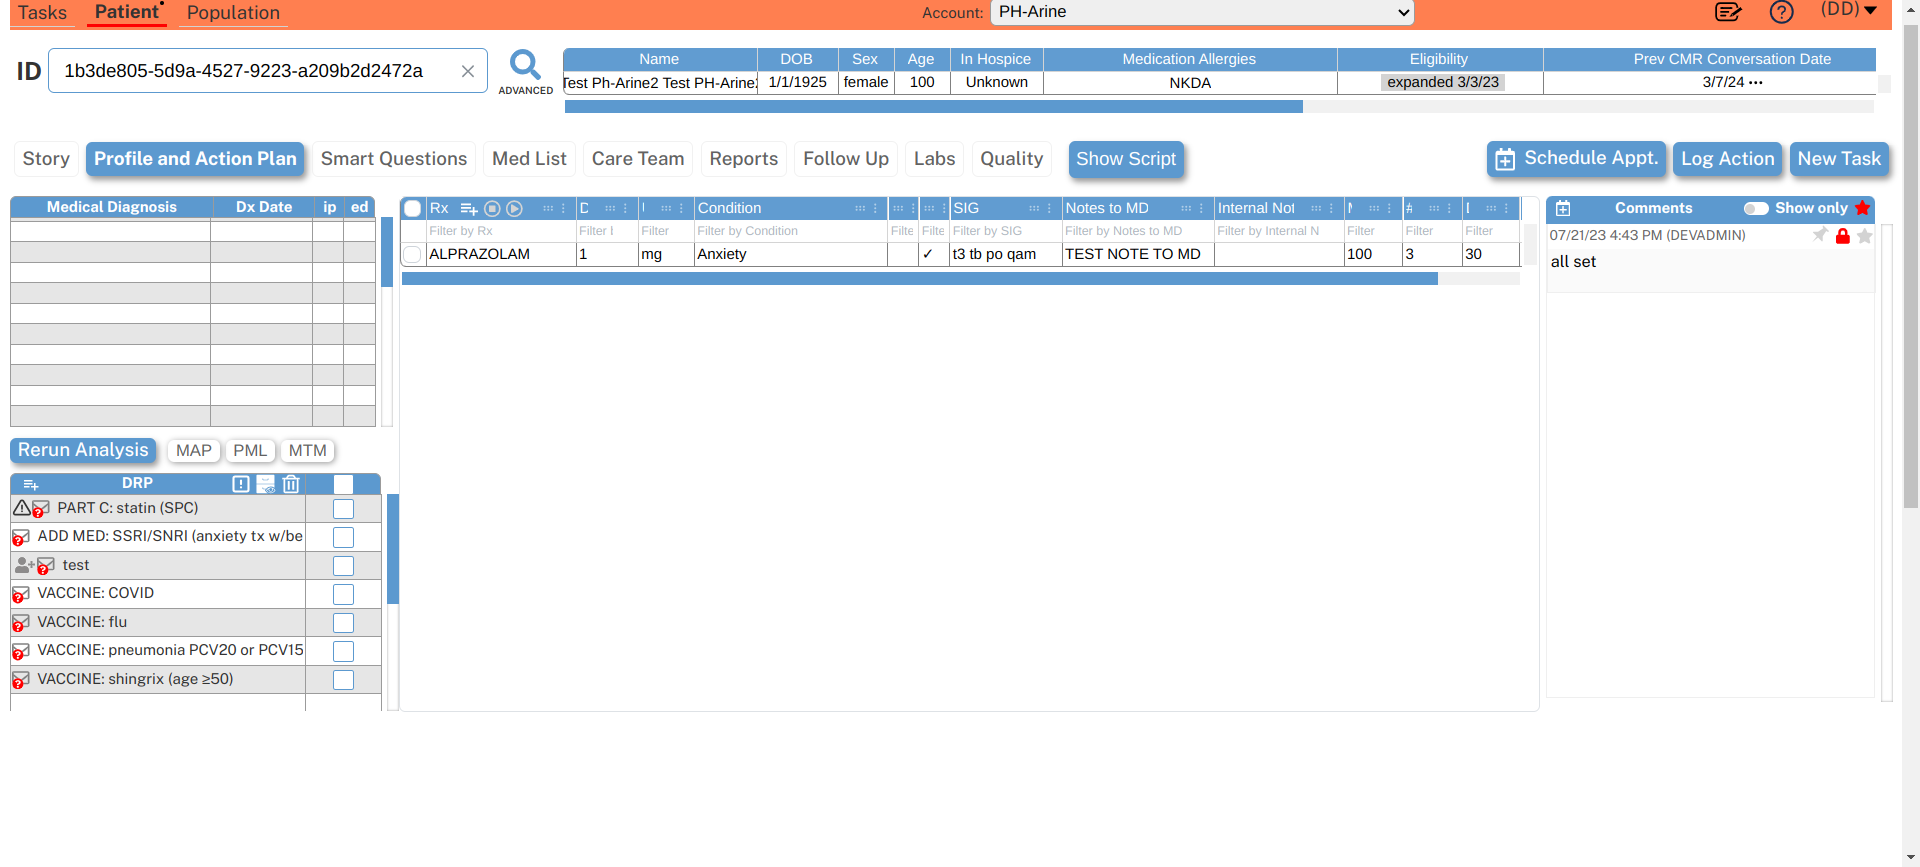 Tasks Patient Population Account: PH-Arine (DD)
ID 1b3de805-5d9a-4527-9223-a209b2d2472a ADVANCED
Name DOB Sex Age In Hospice Medication Allergies Eligibility Prev CMR Conversation Date
Test Ph-Arine2 Test PH-Arine 1/1/1925 female 100 Unknown NKDA expanded 3/3/23 3/7/24 •••
Story Profile and Action Plan Smart Questions Med List Care Team Reports Follow Up Labs Quality Show Script Schedule Appt. Log Action New Task
Medical Diagnosis Dx Date ip ed
Rerun Analysis MAP PML MTM
DRP
PART C: statin (SPC)
ADD MED: SSRI/SNRI (anxiety tx w/be
test
VACCINE: COVID
VACCINE: flu
VACCINE: pneumonia PCV20 or PCV15
VACCINE: shingrix (age ≥50)
Rx Condition SIG Notes to MD Internal Not
Filter by Rx Filter Filter Filter by Condition Filte Filte Filter by SIG Filter by Notes to MD Filter by Internal N Filter Filter Filter
ALPRAZOLAM 1 mg Anxiety ✓ t3 tb po qam TEST NOTE TO MD 100 3 30
Comments Show only
07/21/23 4:43 PM (DEVADMIN)
all set